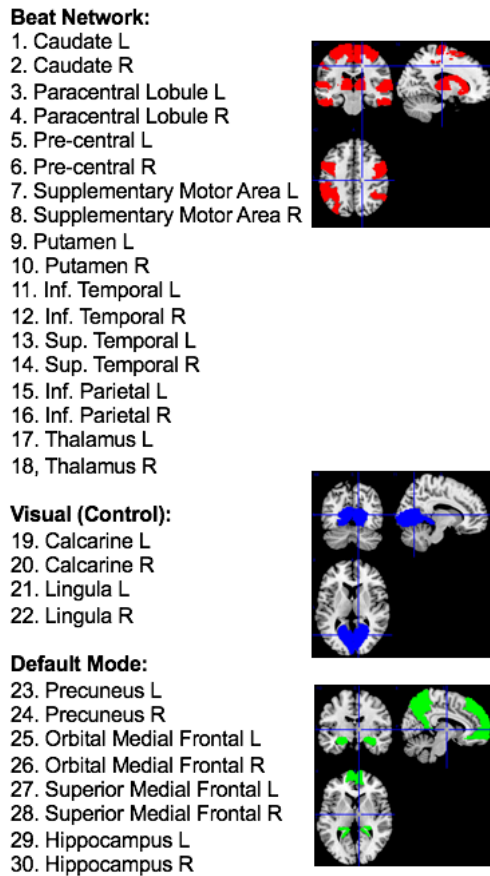 Beat Network:
1. Caudate L
2. Caudate R
3. Paracentral Lobule L
4. Paracentral Lobule R
5. Pre-central L
6. Pre-central R
7. Supplementary Motor Area L
8. Supplementary Motor Area R
9. Putamen L
10. Putamen R
11. Inf. Temporal L
12. Inf. Temporal R
13. Sup. Temporal L
14. Sup. Temporal R
15. Inf. Parietal L
16. Inf. Parietal R
17. Thalamus L
18, Thalamus R
Visual (Control):
19. Calcarine L
20. Calcarine R
21. Lingula L
22. Lingula R
Default Mode:
23. Precuneus L
24. Precuneus R
25. Orbital Medial Frontal L
26. Orbital Medial Frontal R
27. Superior Medial Frontal L
28. Superior Medial Frontal R
29. Hippocampus L
30. Hippocampus R